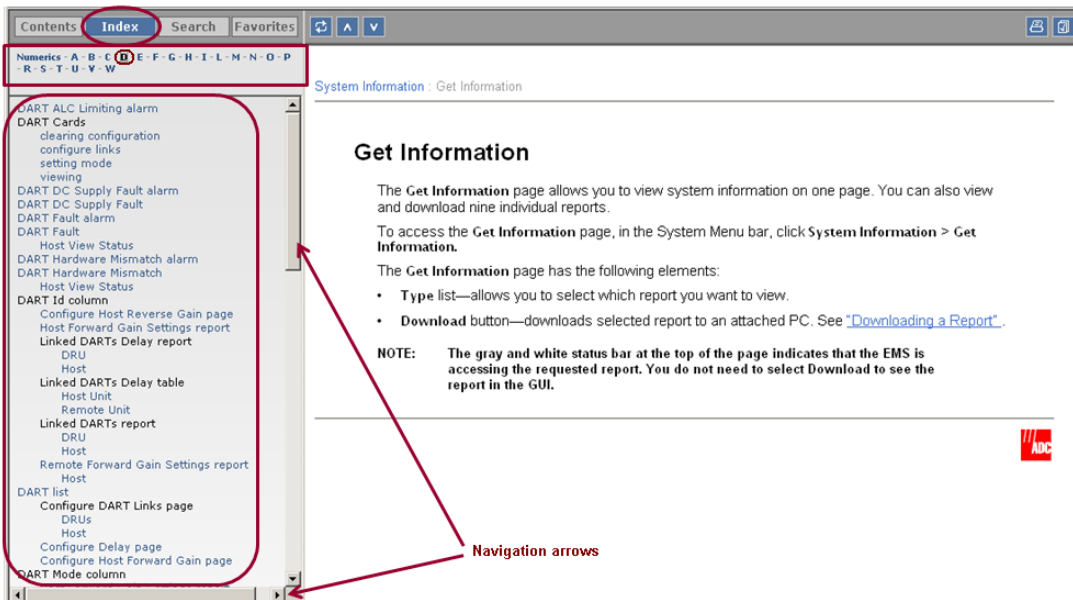 Contents Index Search Favorites
Numerics - A - B - C - D - E - F - G - H - I - L - M - N - O - P
- R - S - T - U - V - W
DART ALC Limiting alarm
DART Cards
clearing configuration
configure links
setting mode
viewing
DART DC Supply Fault alarm
DART DC Supply Fault
DART Fault alarm
DART Fault
Host View Status
DART Hardware Mismatch alarm
DART Hardware Mismatch
Host View Status
DART Id column
Configure Host Reverse Gain page
Host Forward Gain Settings report
Linked DARTs Delay report
DRU
Host
Linked DARTs Delay table
Host Unit
Remote Unit
Linked DARTs report
DRU
Host
Remote Forward Gain Settings report
Host
DART list
Configure DART Links page
DRUs
Host
Configure Delay page
Configure Host Forward Gain page
DART Mode column
System Information : Get Information
Get Information
The Get Information page allows you to view system information on one page. You can also view
and download nine individual reports.
To access the Get Information page, in the System Menu bar, click System Information > Get
Information.
The Get Information page has the following elements:
• Type list—allows you to select which report you want to view.
• Download button—downloads selected report to an attached PC. See "Downloading a Report" .
NOTE: The gray and white status bar at the top of the page indicates that the EMS is
accessing the requested report. You do not need to select Download to see the
report in the GUI.
ADC
Navigation arrows